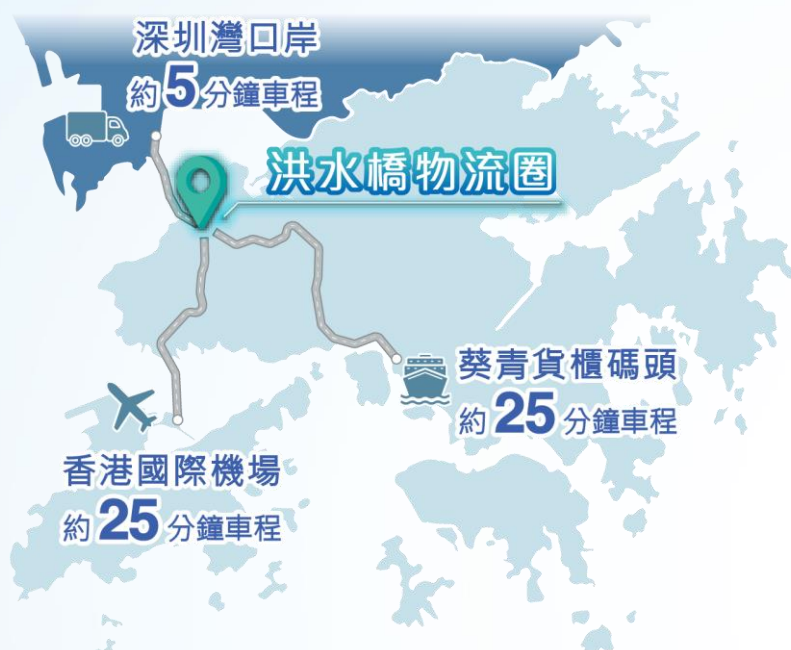 深圳灣口岸
約5分鐘車程
洪水橋物流圈
葵青貨櫃碼頭
約25分鐘車程
香港國際機場
約25分鐘車程